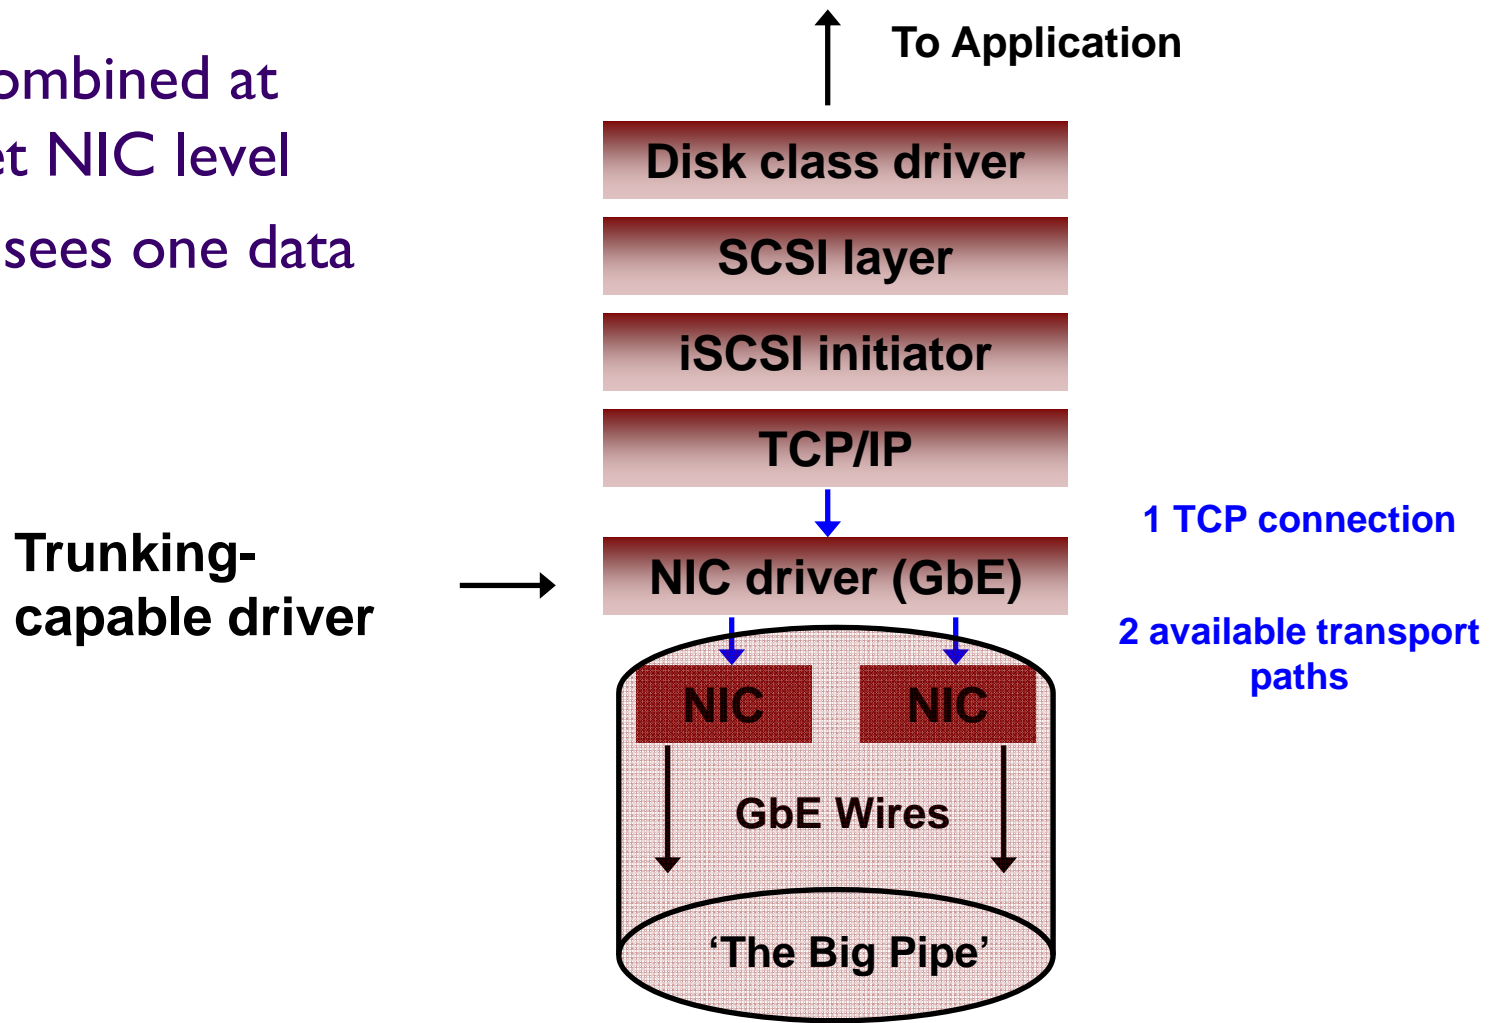 To Application
ombined at
et NIC level
sees one data
Disk class driver
SCSI layer
iSCSI initiator
TCP/IP
1 TCP connection
Trunking-
capable driver
NIC driver (GbE)
2 available transport
paths
NIC
NIC
GbE Wires
‘The Big Pipe’